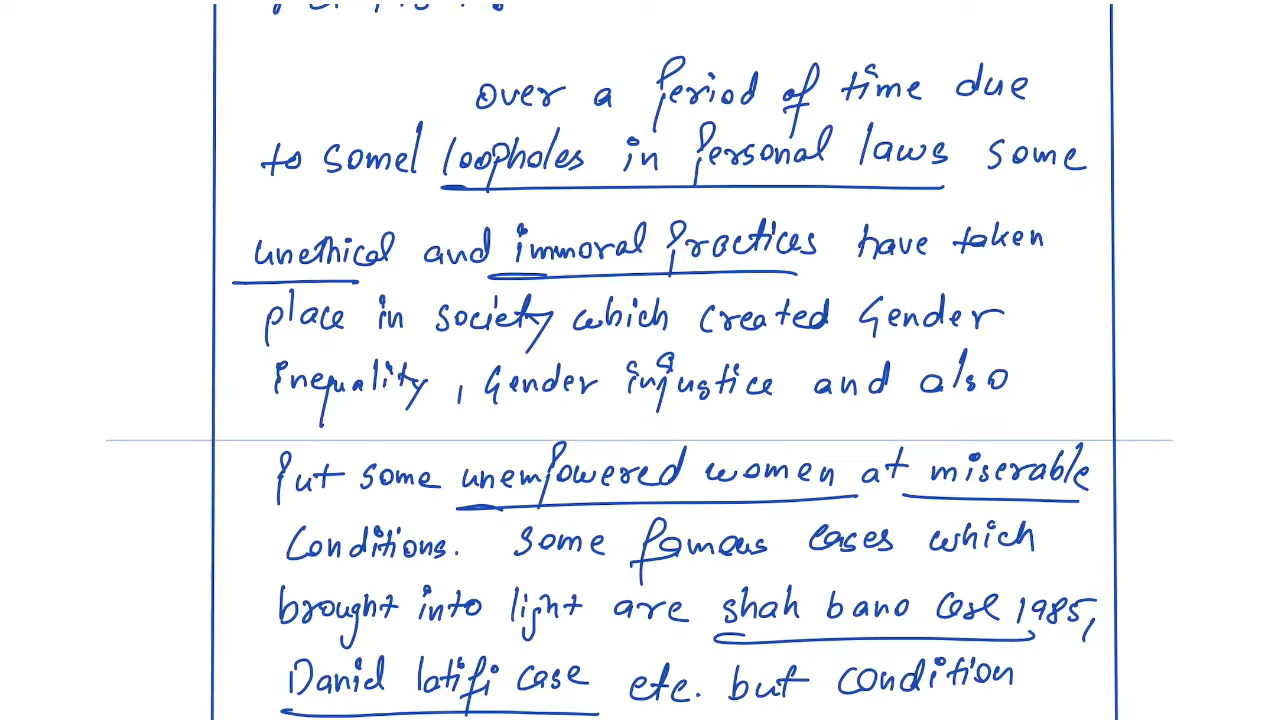 over a period of time due
to some loopholes in Personal laws some
unethical and immoral Practices have taken
place in society which created Gender
inequality, Gender injustice and also
Put some unempowered women at miserable
Conditions. Some famous cases which
brought into light are shah bano case 1985,
Daniel latifi case etc. but condition